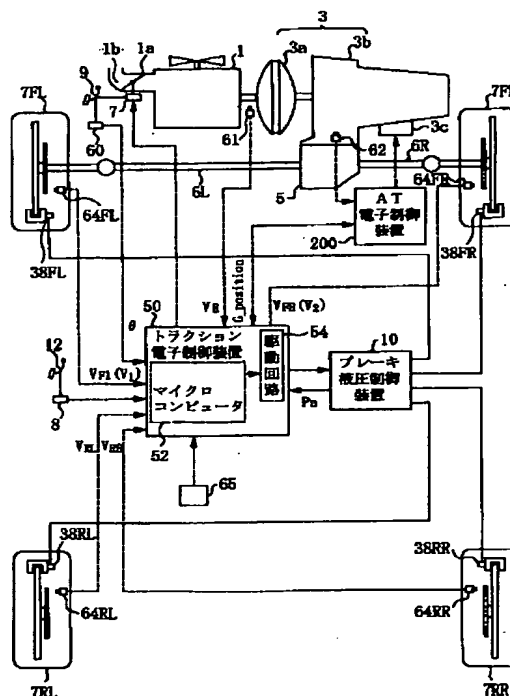 3
1b 1a 1 3a 3b
7FL 9 7FR
7
61
3c
60 62 6R
6L
5
64FL 64FR
AT
電子制御
装置
200
38FL 38FR
θ VE G_position
50 VFR(V2)
トラクション
電子制御装置
54
駆動
回路
10
ブレーキ
液圧制御
装置
12
VF1(V1)
マイクロ
コンピュータ
Pn
8
VRL VRR
52
65
38RL 38RR
64RL 64RR
7RL 7RR